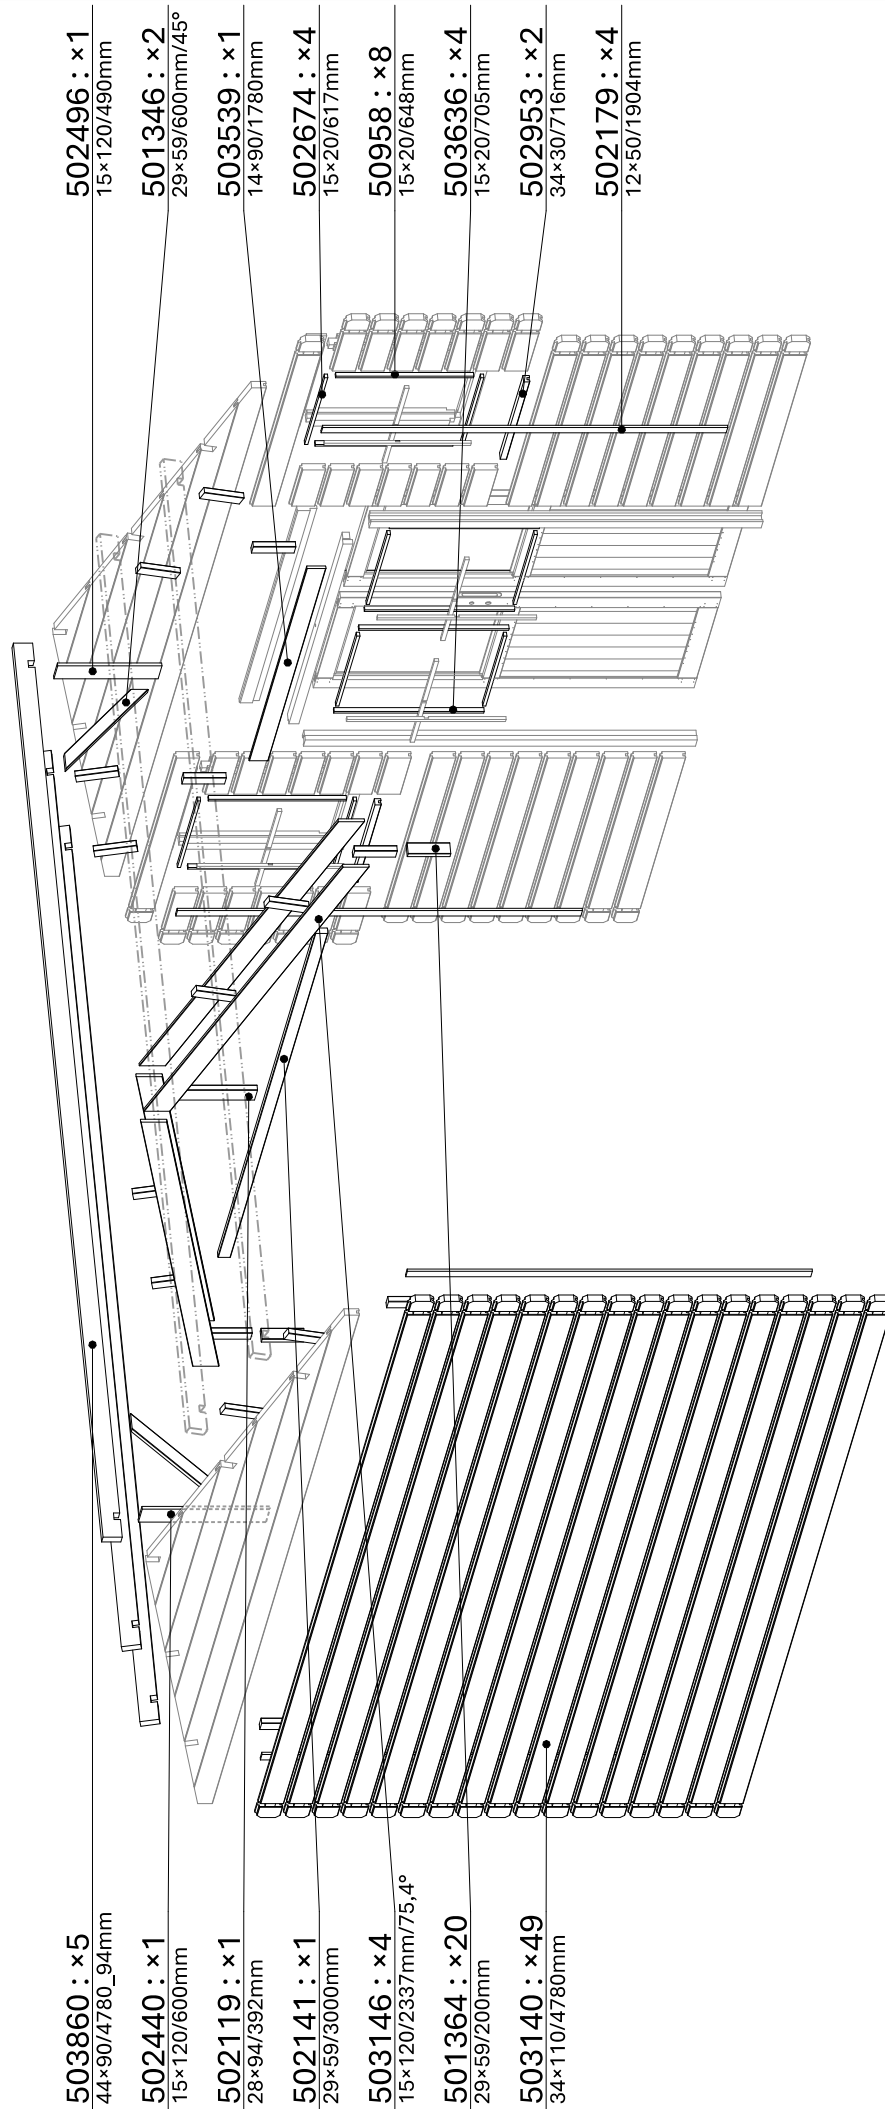 503860 : ×5
44×90/4780_94mm
502440 : ×1
15×120/600mm
502119 : ×1
28×94/392mm
502141 : ×1
29×59/3000mm
503146 : ×4
15×120/2337mm/75,4°
501364 : ×20
29×59/200mm
503140 : ×49
34×110/4780mm
502496 : ×1
15×120/490mm
501346 : ×2
29×59/600mm/45°
503539 : ×1
14×90/1780mm
502674 : ×4
15×20/617mm
50958 : ×8
15×20/648mm
503636 : ×4
15×20/705mm
502953 : ×2
34×30/716mm
502179 : ×4
12×50/1904mm